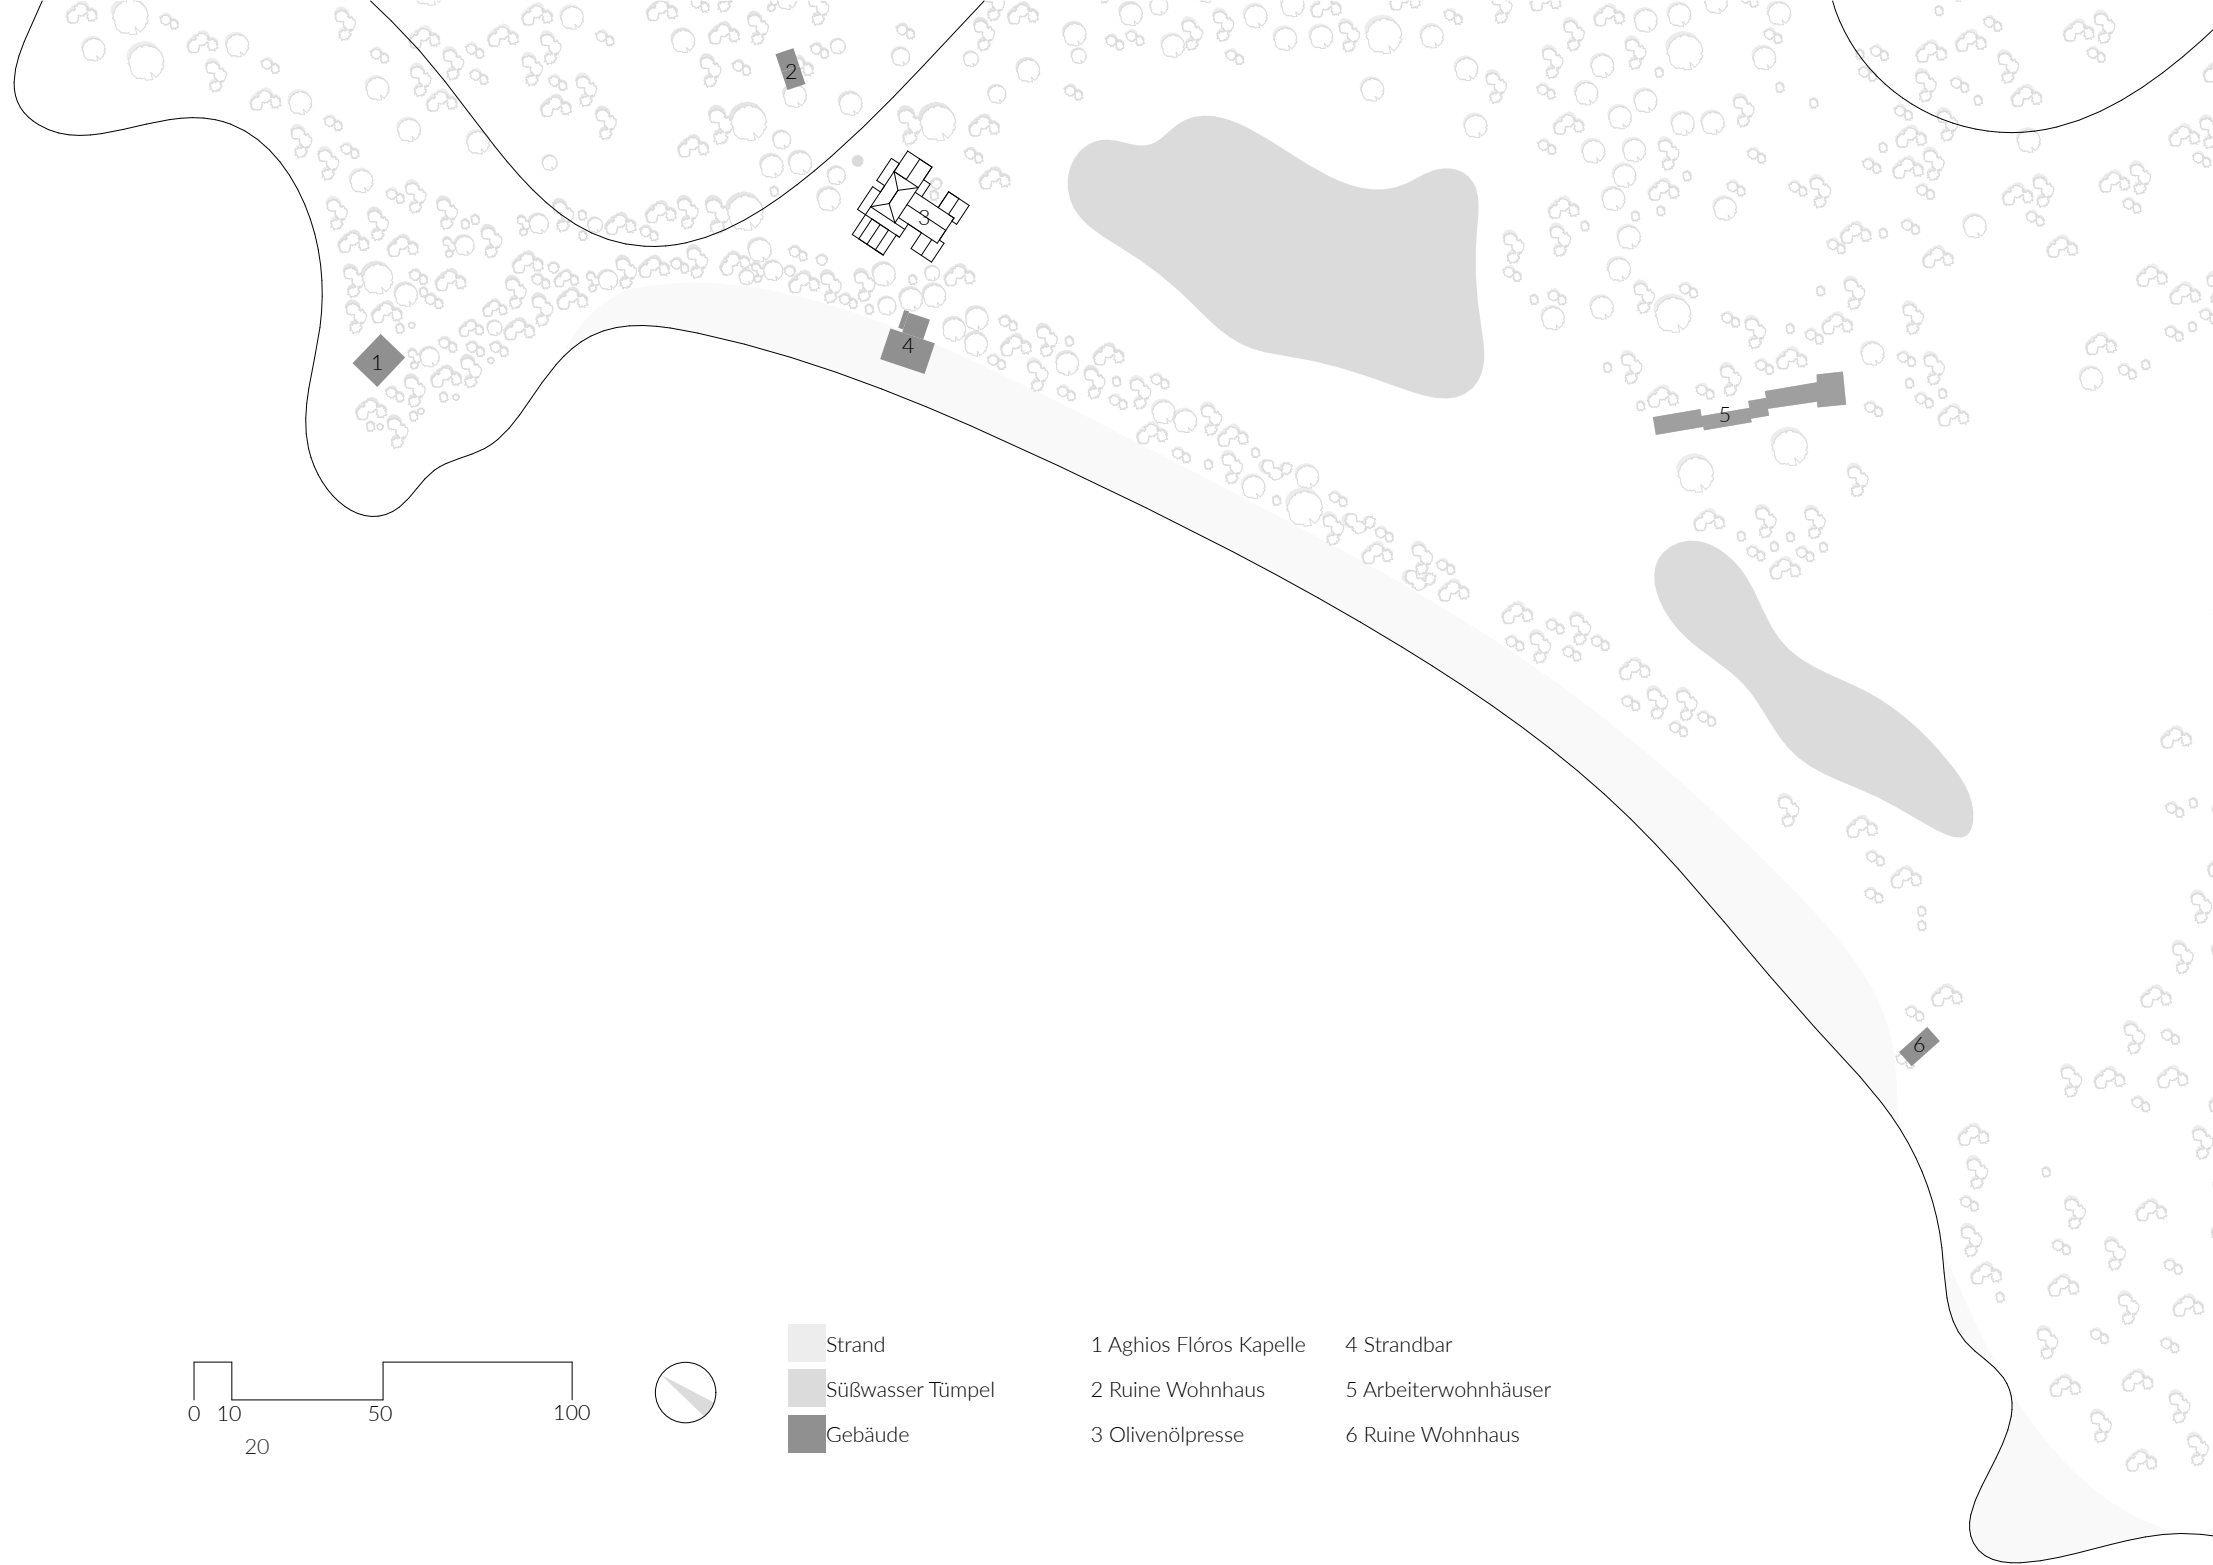 2
3
1
4
5
6
Strand
Süßwasser Tümpel
Gebäude
1 Aghios Flóros Kapelle
2 Ruine Wohnhaus
3 Olivenölpresse
4 Strandbar
5 Arbeiterwohnhäuser
6 Ruine Wohnhaus
0 10 50 100
20